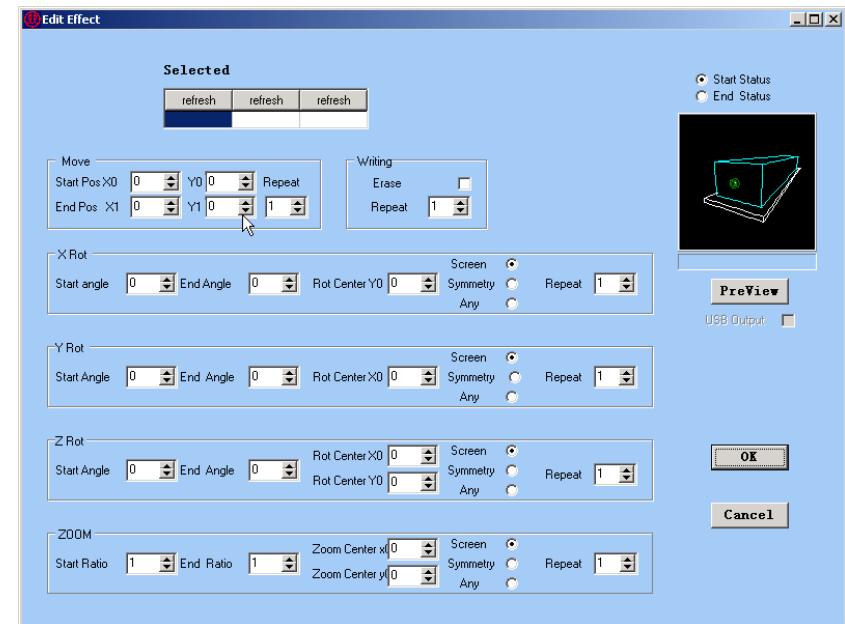 Edit Effect
Selected
refresh refresh refresh
Start Status
End Status
Move
Start Pos X0 0 Y0 0 Repeat
End Pos X1 0 Y1 0 1
Writing
Erase
Repeat 1
X Rot
Start angle 0 End Angle 0 Rot Center Y0 0 Screen Symmetry Any Repeat 1
PreView
USB Output
Y Rot
Start Angle 0 End Angle 0 Rot Center X0 0 Screen Symmetry Any Repeat 1
Z Rot
Start Angle 0 End Angle 0 Rot Center X0 0 Rot Center Y0 0 Screen Symmetry Any Repeat 1
OK
Cancel
ZOOM
Start Ratio 1 End Ratio 1 Zoom Center x( 0 Zoom Center y( 0 Screen Symmetry Any Repeat 1